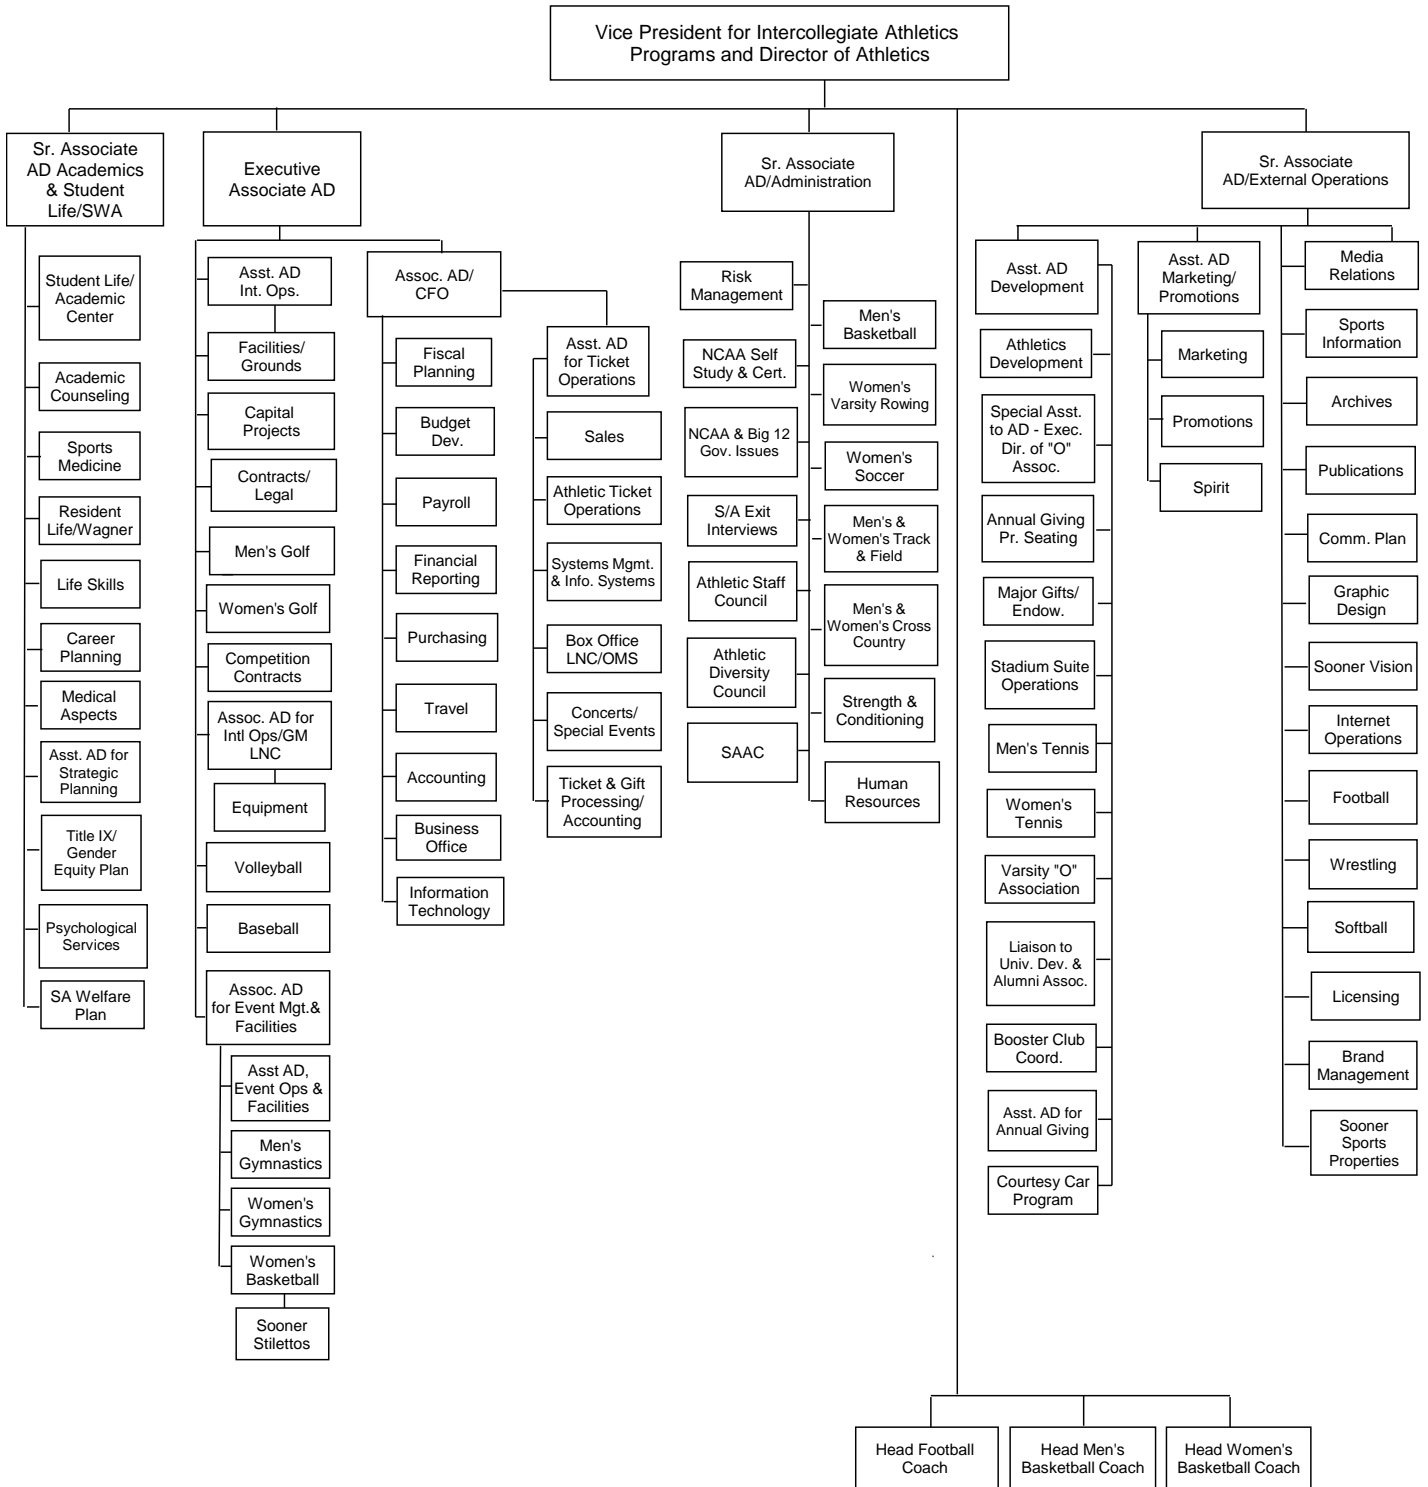 Vice President for Intercollegiate Athletics
Programs and Director of Athletics
Sr. Associate
AD Academics
& Student
Life/SWA
Student Life/
Academic
Center
Academic
Counseling
Sports
Medicine
Resident
Life/Wagner
Life Skills
Career
Planning
Medical
Aspects
Asst. AD for
Strategic
Planning
Title IX/
Gender
Equity Plan
Psychological
Services
SA Welfare
Plan
Executive
Associate AD
Asst. AD
Int. Ops.
Facilities/
Grounds
Capital
Projects
Contracts/
Legal
Men's Golf
Women's Golf
Competition
Contracts
Assoc. AD for
Intl Ops/GM
LNC
Equipment
Volleyball
Baseball
Assoc. AD
for Event Mgt.&
Facilities
Asst AD,
Event Ops &
Facilities
Men's
Gymnastics
Women's
Gymnastics
Women's
Basketball
Sooner
Stilettos
Assoc. AD/
CFO
Fiscal
Planning
Budget
Dev.
Payroll
Financial
Reporting
Purchasing
Travel
Accounting
Business
Office
Information
Technology
Asst. AD
for Ticket
Operations
Sales
Athletic Ticket
Operations
Systems Mgmt.
& Info. Systems
Box Office
LNC/OMS
Concerts/
Special Events
Ticket & Gift
Processing/
Accounting
Sr. Associate
AD/Administration
Risk
Management
NCAA Self
Study & Cert.
NCAA & Big 12
Gov. Issues
S/A Exit
Interviews
Athletic Staff
Council
Athletic
Diversity
Council
SAAC
Men's
Basketball
Women's
Varsity Rowing
Women's
Soccer
Men's &
Women's Track
& Field
Men's &
Women's Cross
Country
Strength &
Conditioning
Human
Resources
Sr. Associate
AD/External Operations
Asst. AD
Development
Athletics
Development
Special Asst.
to AD - Exec.
Dir. of "O"
Assoc.
Annual Giving
Pr. Seating
Major Gifts/
Endow.
Stadium Suite
Operations
Men's Tennis
Women's
Tennis
Varsity "O"
Association
Liaison to
Univ. Dev. &
Alumni Assoc.
Booster Club
Coord.
Asst. AD for
Annual Giving
Courtesy Car
Program
Asst. AD
Marketing/
Promotions
Marketing
Promotions
Spirit
Media
Relations
Sports
Information
Archives
Publications
Comm. Plan
Graphic
Design
Sooner Vision
Internet
Operations
Football
Wrestling
Softball
Licensing
Brand
Management
Sooner
Sports
Properties
Head Football
Coach
Head Men's
Basketball Coach
Head Women's
Basketball Coach